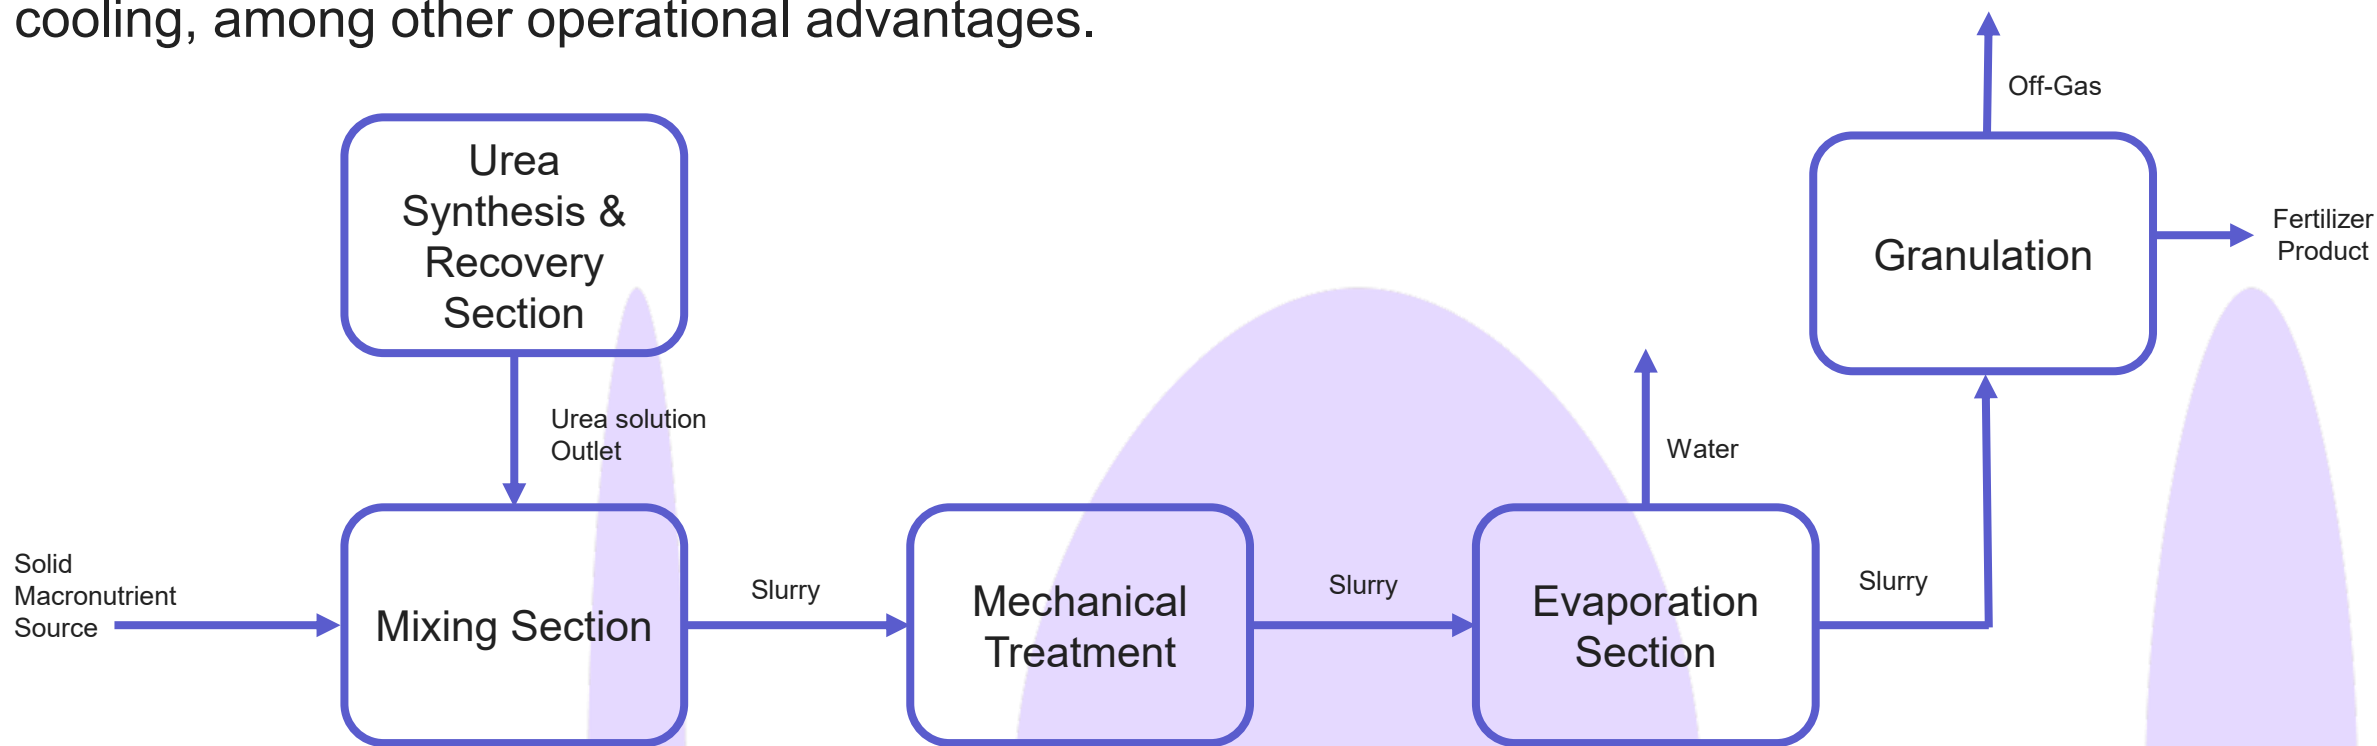 cooling, among other operational advantages.
Off-Gas
Urea
Synthesis &
Recovery
Section
Granulation
Fertilizer
Product
Urea solution
Outlet
Water
Solid
Macronutrient
Source
Mixing Section
Slurry
Mechanical
Treatment
Slurry
Evaporation
Section
Slurry